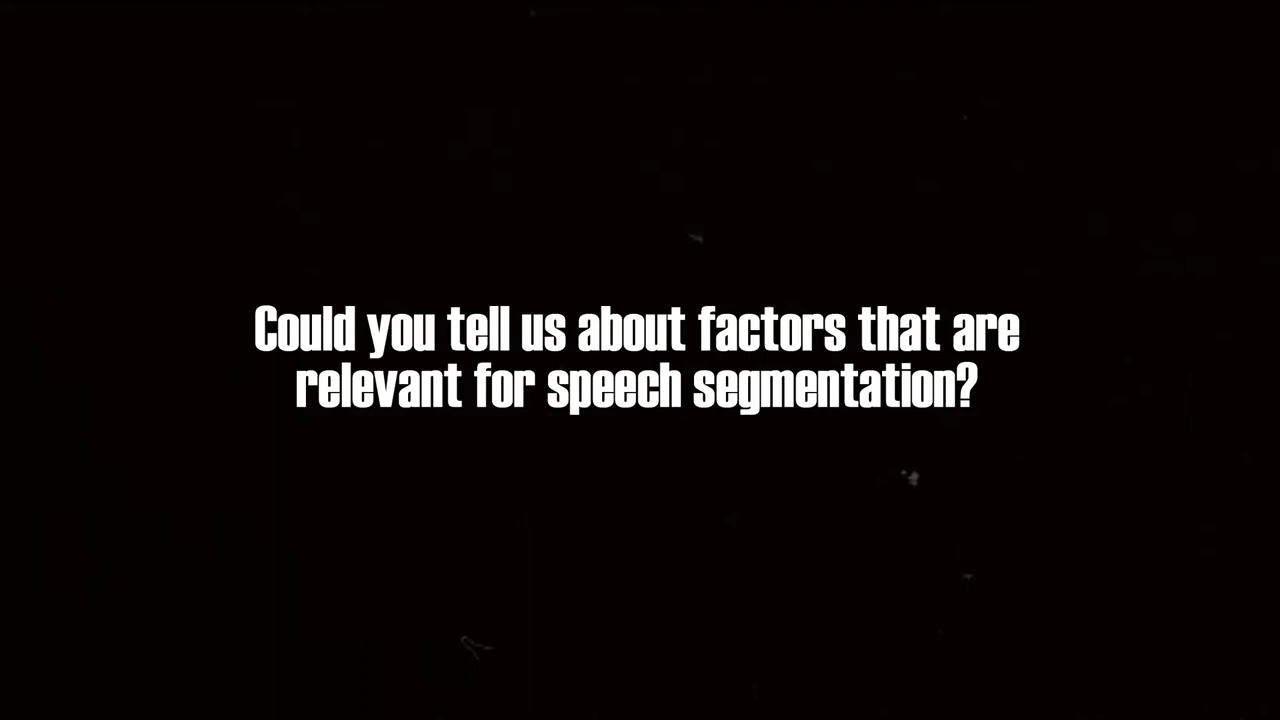 Could you tell us about factors that are
relevant for speech segmentation?